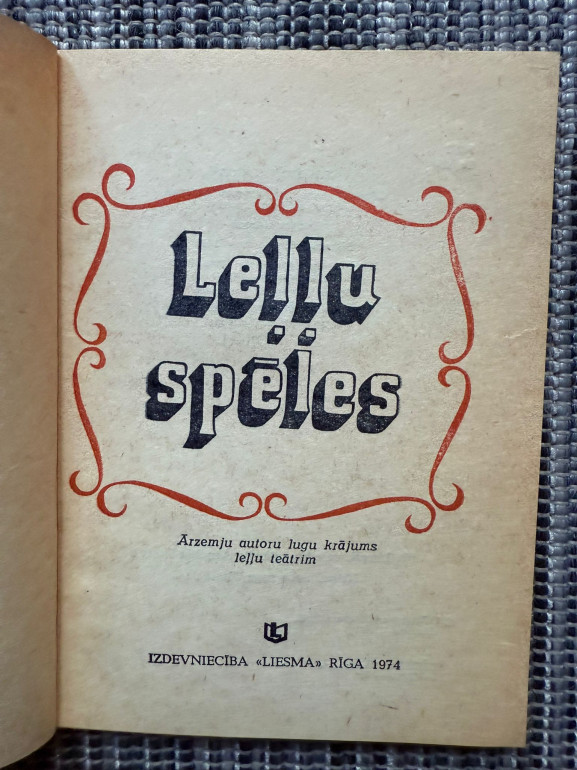 Leļļu
spēles
Ārzemju autoru lugu krājums
leļļu teātrim
IZDEVNIECĪBA «LIESMA» RĪGA 1974